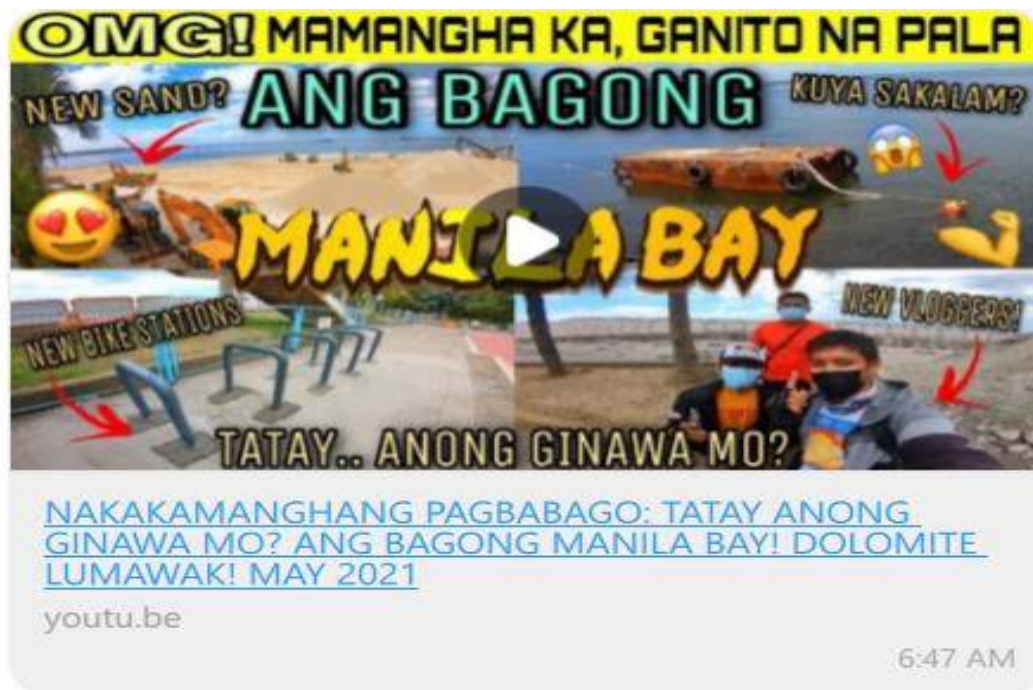 OMG! MAMANGHA KA, GANITO NA PALA
NEW SAND?
ANG BAGONG
KUYA SAKALAM?
MANILA BAY
NEW BIKE STATIONS
NEW VLOGGERS!
TATAY.. ANONG GINAWA MO?
NAKAKAMANGHANG PAGBABAGO: TATAY ANONG
GINAWA MO? ANG BAGONG MANILA BAY! DOLOMITE
LUMAWAK! MAY 2021
youtu.be
6:47 AM